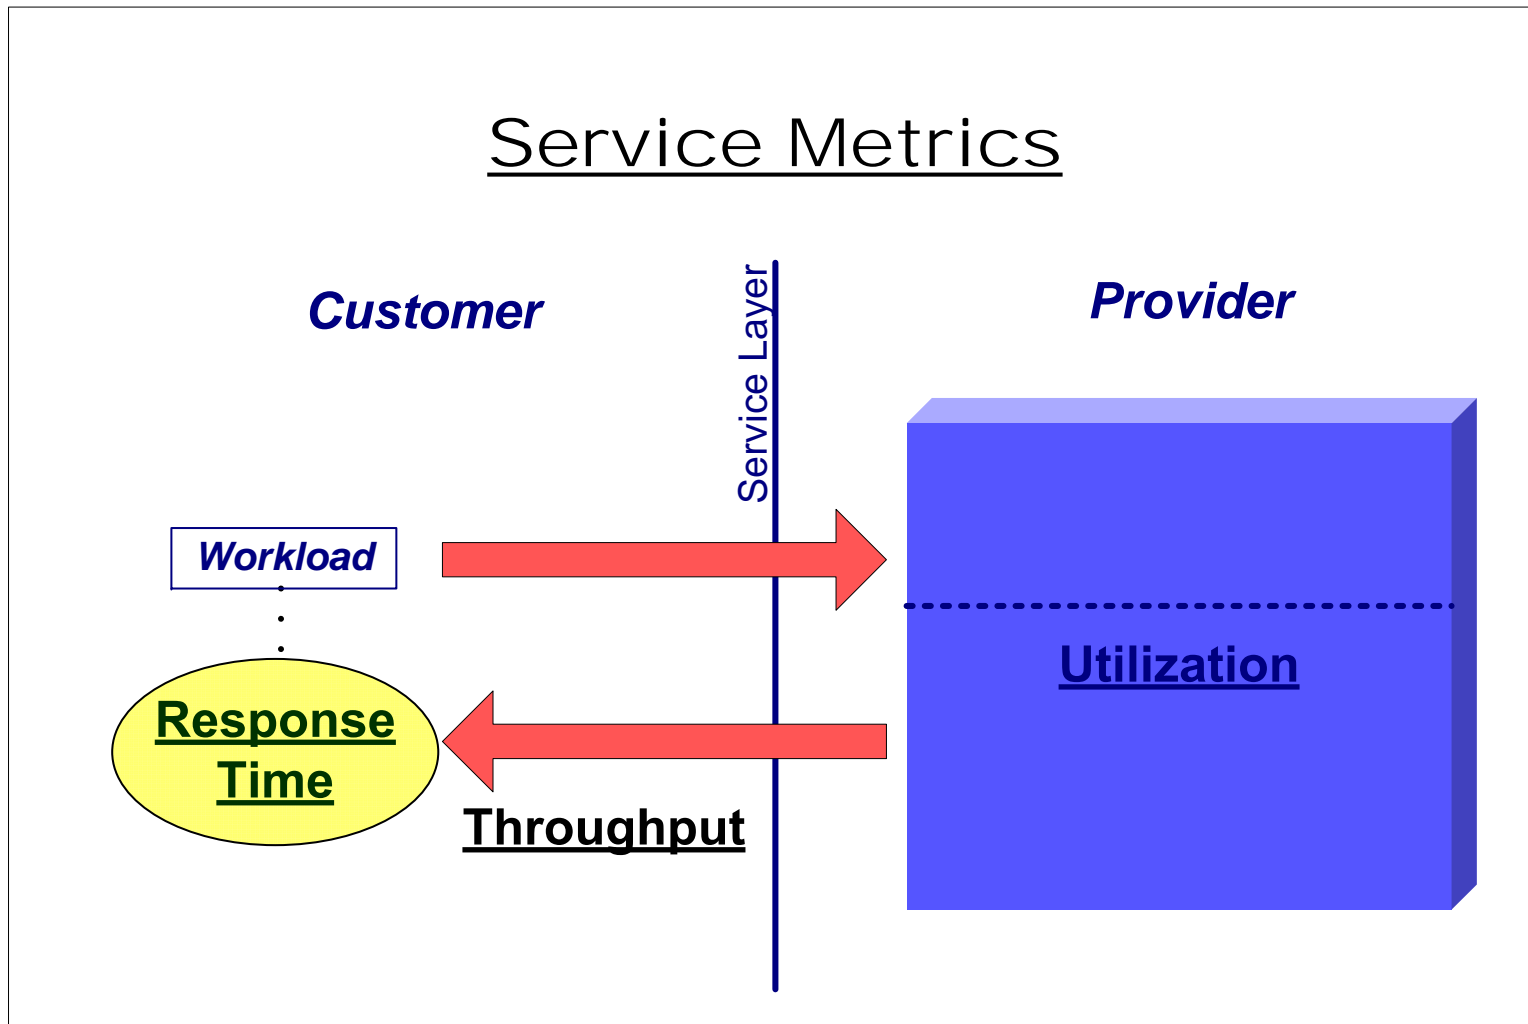 Service Metrics
Customer
Service Layer
Provider
Workload
Response
Time
Utilization
Throughput